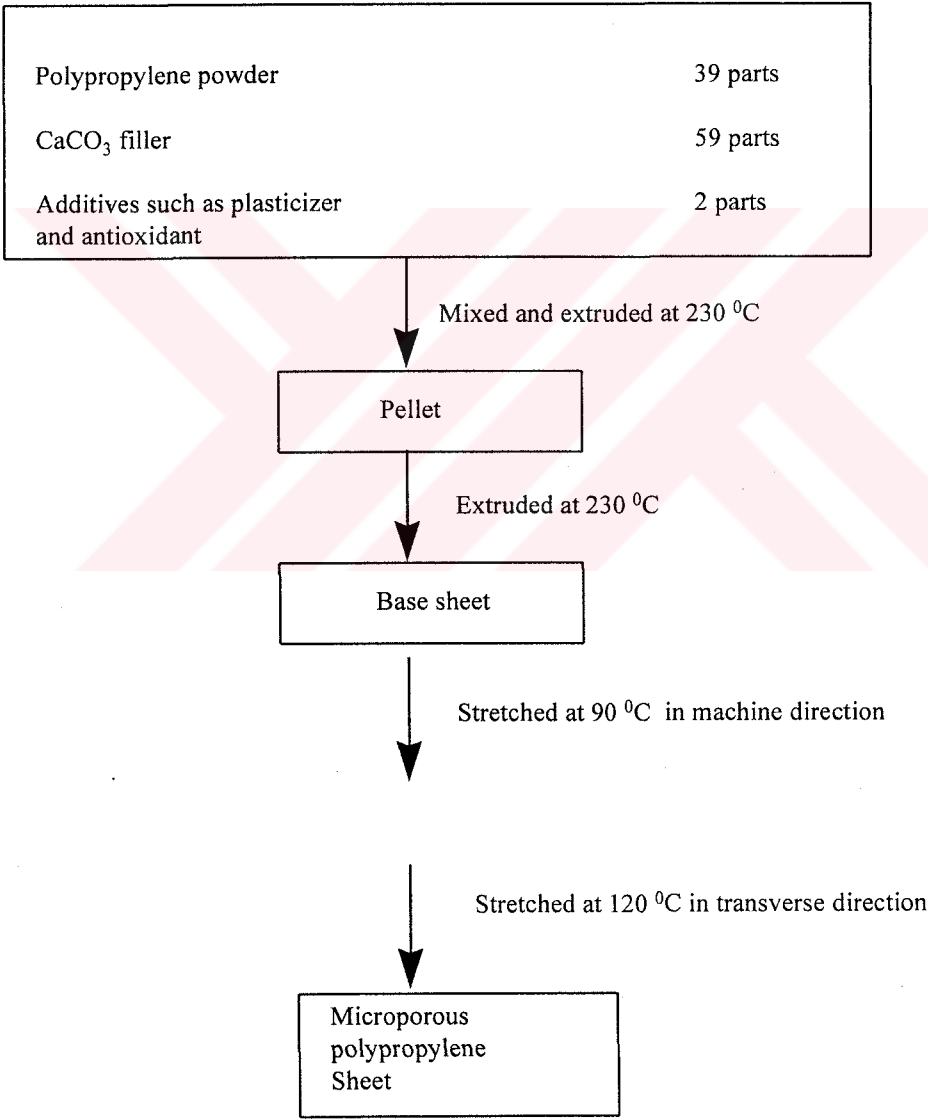 Polypropylene powder 39 parts
CaCO₃ filler 59 parts
Additives such as plasticizer 2 parts
and antioxidant
Mixed and extruded at 230 ⁰C
Pellet
Extruded at 230 ⁰C
Base sheet
Stretched at 90 ⁰C in machine direction
Stretched at 120 ⁰C in transverse direction
Microporous
polypropylene
Sheet